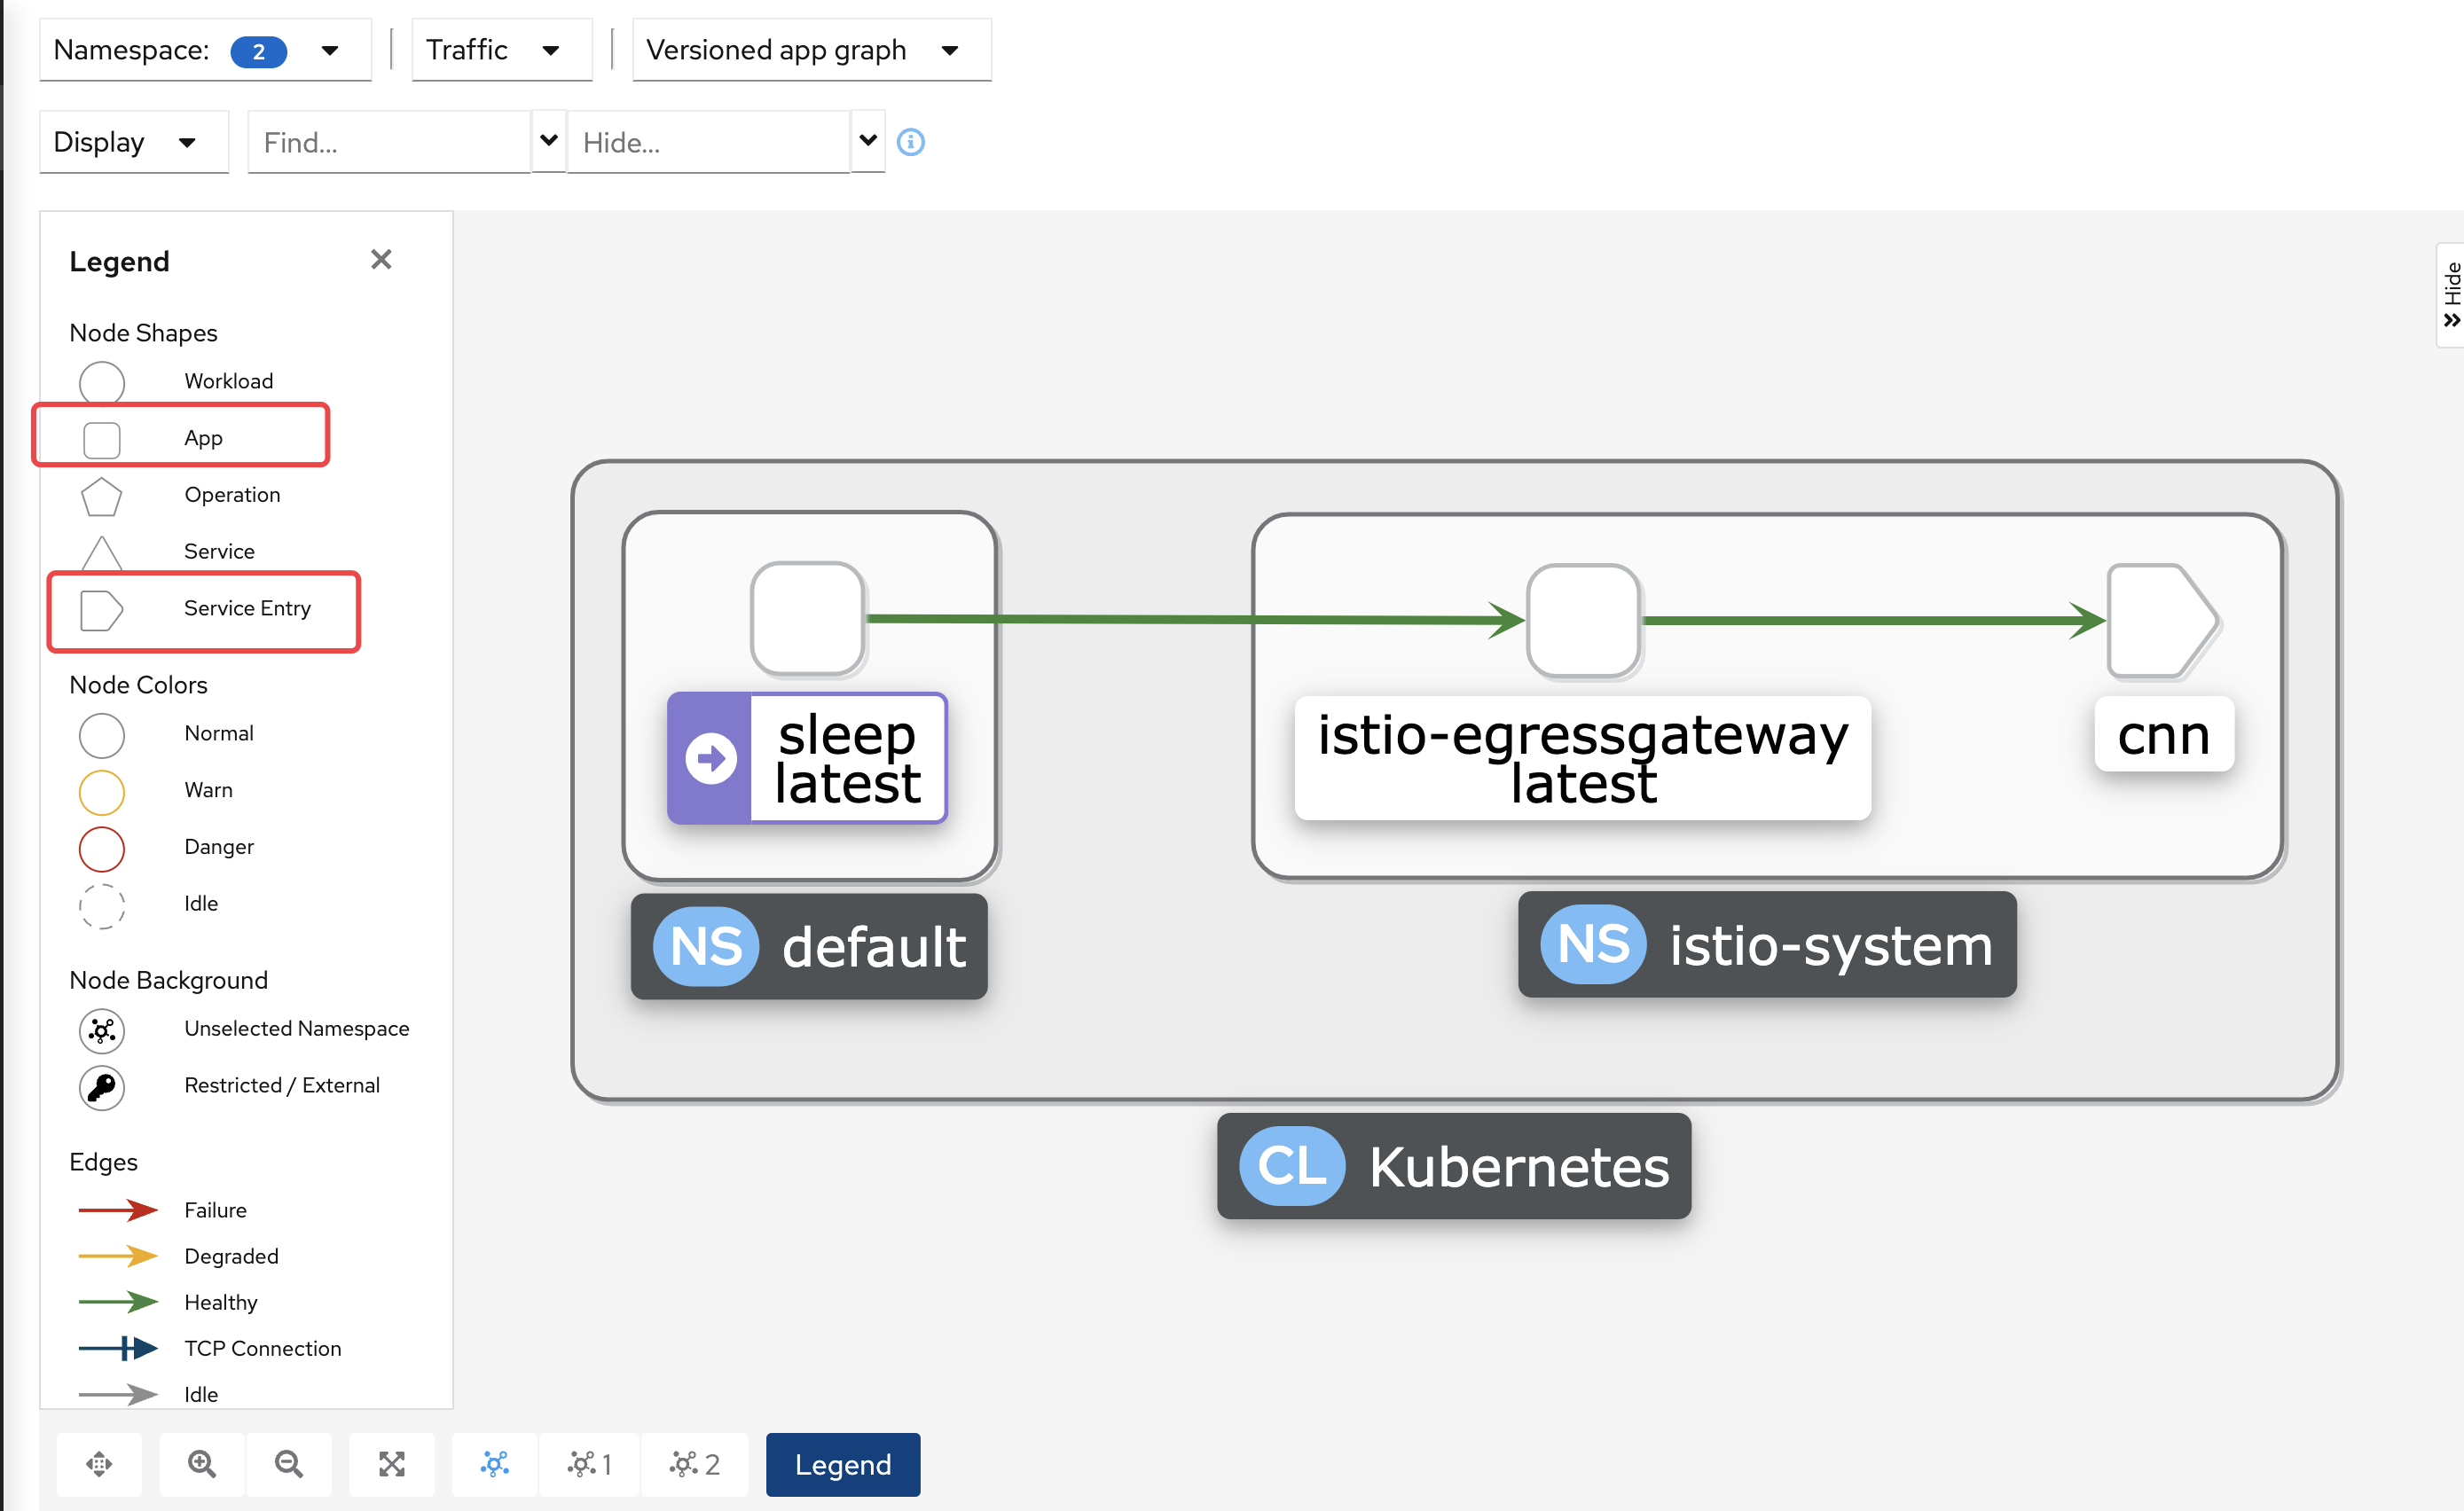 Namespace: 2
Traffic
Versioned app graph
Display
Find...
Hide...
Legend
Node Shapes
Workload
App
Operation
Service
Service Entry
Node Colors
Normal
Warn
Danger
Idle
Node Background
Unselected Namespace
Restricted / External
Edges
Failure
Degraded
Healthy
TCP Connection
Idle
Hide
sleep
latest
istio-egressgateway
latest
cnn
NS default
NS istio-system
CL Kubernetes
1
2
Legend